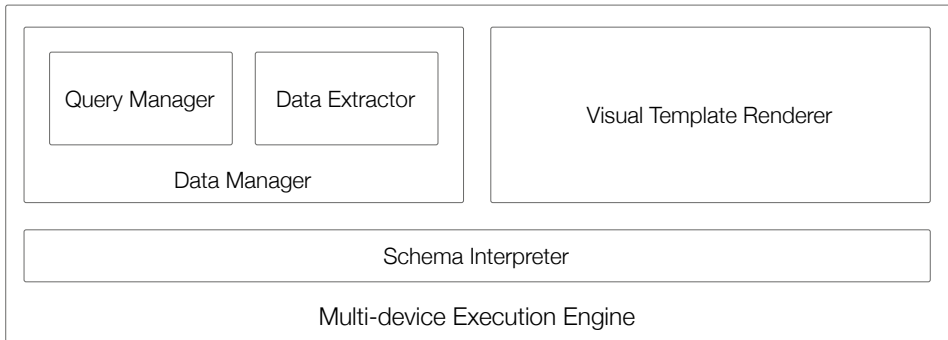 Query Manager
Data Extractor
Visual Template Renderer
Data Manager
Schema Interpreter
Multi-device Execution Engine